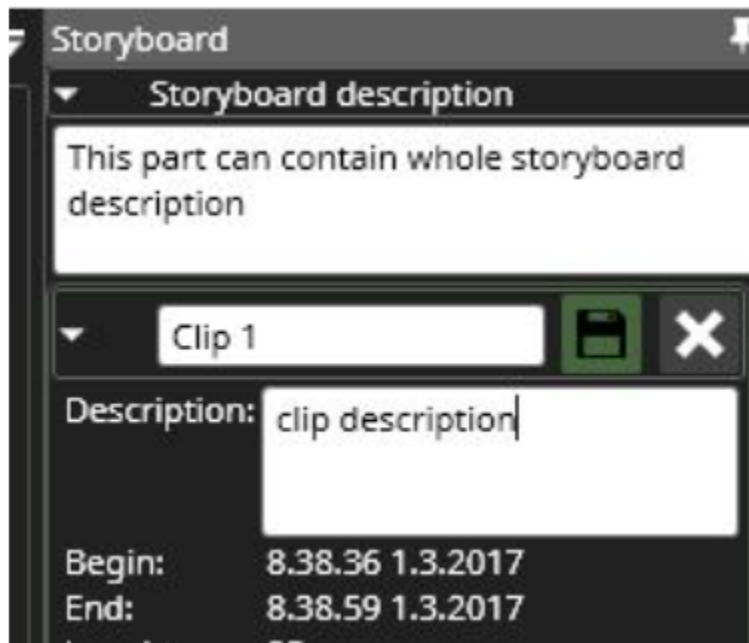 Storyboard
Storyboard description
This part can contain whole storyboard
description
Clip 1
Description: clip description
Begin: 8.38.36 1.3.2017
End: 8.38.59 1.3.2017